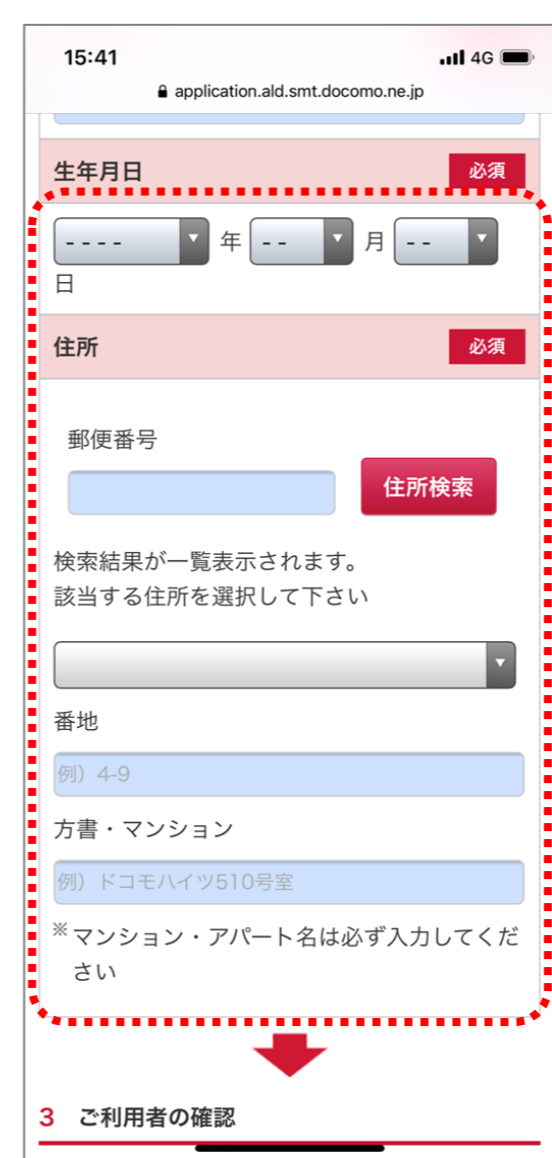 15:41 4G
application.ald.smt.docomo.ne.jp
生年月日 必須
---- 年 -- 月 --
日
住所 必須
郵便番号
住所検索
検索結果が一覧表示されます。
該当する住所を選択して下さい
番地
例）4-9
方書・マンション
例）ドコモハイツ510号室
※マンション・アパート名は必ず入力してくだ
さい
3 ご利用者の確認